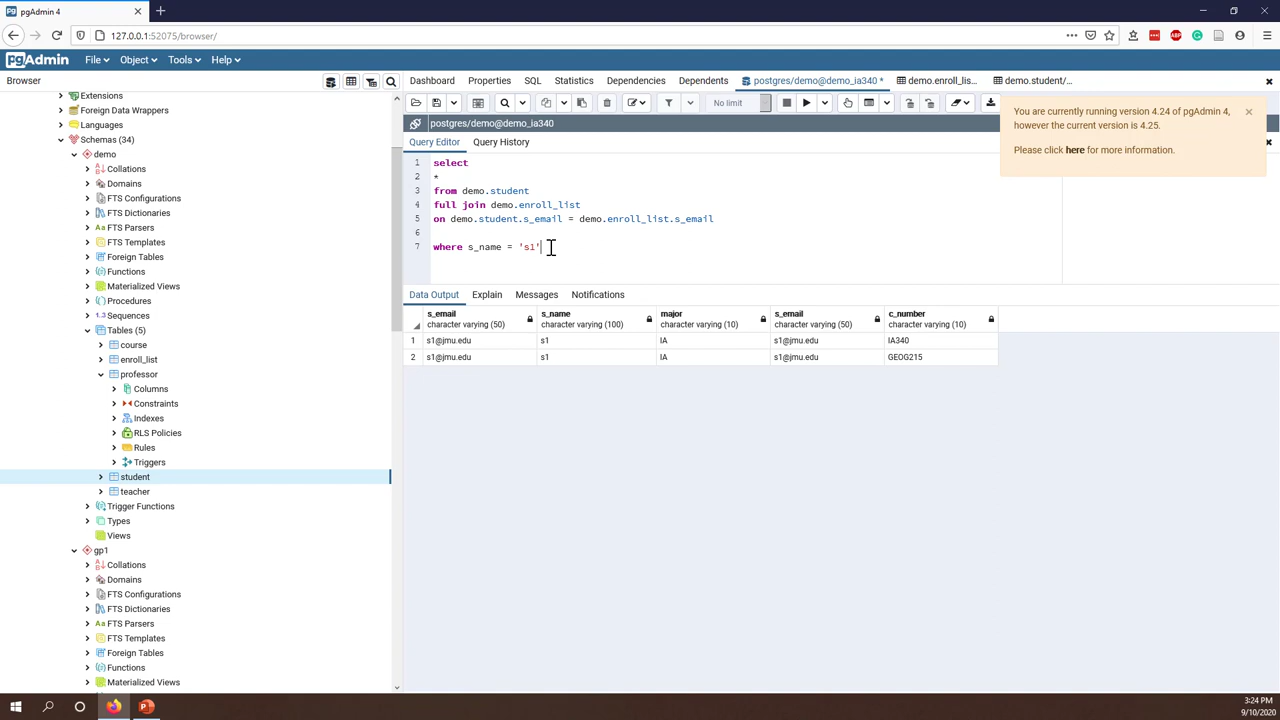 pgAdmin 4
127.0.0.1:52075/browser/
pgAdmin File Object Tools Help
Browser
Dashboard Properties SQL Statistics Dependencies Dependents postgres/demo@demo_ia340 * demo.enroll_lis... demo.student/...
No limit
You are currently running version 4.24 of pgAdmin 4,
however the current version is 4.25.
Please click here for more information.
postgres/demo@demo_ia340
Query Editor Query History
1 select
2 *
3 from demo.student
4 full join demo.enroll_list
5 on demo.student.s_email = demo.enroll_list.s_email
6
7 where s_name = 's1'
Data Output Explain Messages Notifications
s_email s_name major s_email c_number
character varying (50) character varying (100) character varying (10) character varying (50) character varying (10)
1 s1@jmu.edu s1 IA s1@jmu.edu IA340
2 s1@jmu.edu s1 IA s1@jmu.edu GEOG215
Extensions
Foreign Data Wrappers
Languages
Schemas (34)
demo
Collations
Domains
FTS Configurations
FTS Dictionaries
FTS Parsers
FTS Templates
Foreign Tables
Functions
Materialized Views
Procedures
Sequences
Tables (5)
course
enroll_list
professor
Columns
Constraints
Indexes
RLS Policies
Rules
Triggers
student
teacher
Trigger Functions
Types
Views
gp1
Collations
Domains
FTS Configurations
FTS Dictionaries
FTS Parsers
FTS Templates
Foreign Tables
Functions
Materialized Views
3:24 PM
9/10/2020